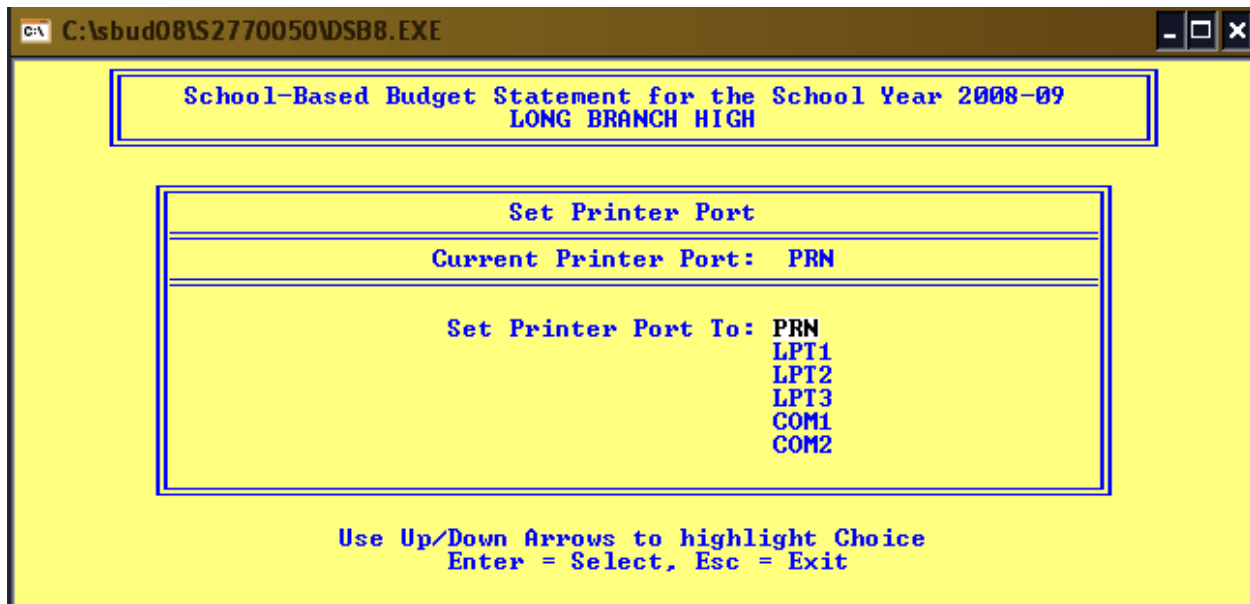 C:\sbud08\S2770050\DSB8.EXE
School-Based Budget Statement for the School Year 2008-09
LONG BRANCH HIGH
Set Printer Port
Current Printer Port: PRN
Set Printer Port To: PRN
LPT1
LPT2
LPT3
COM1
COM2
Use Up/Down Arrows to highlight Choice
Enter = Select, Esc = Exit